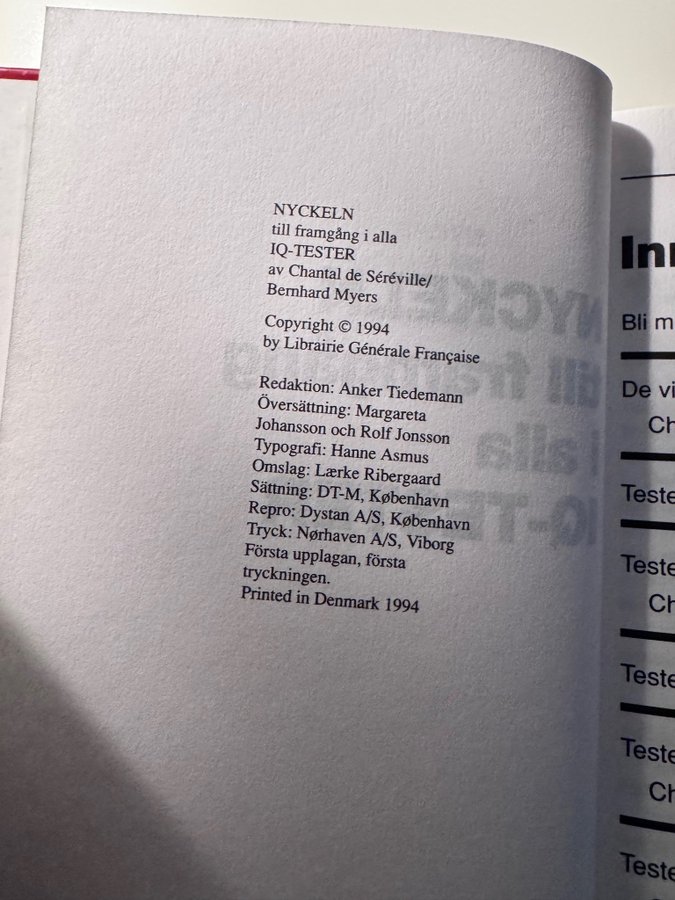 NYCKELN
till framgång i alla
IQ-TESTER
av Chantal de Séréville/
Bernhard Myers
Copyright © 1994
by Librairie Générale Française
Redaktion: Anker Tiedemann
Översättning: Margareta
Johansson och Rolf Jonsson
Typografi: Hanne Asmus
Omslag: Lærke Ribergaard
Sättning: DT-M, København
Repro: Dystan A/S, København
Tryck: Nørhaven A/S, Viborg
Första upplagan, första
tryckningen.
Printed in Denmark 1994
Bli m
De vi
Ch
Teste
Teste
Ch
Teste
Teste
Ch
Teste